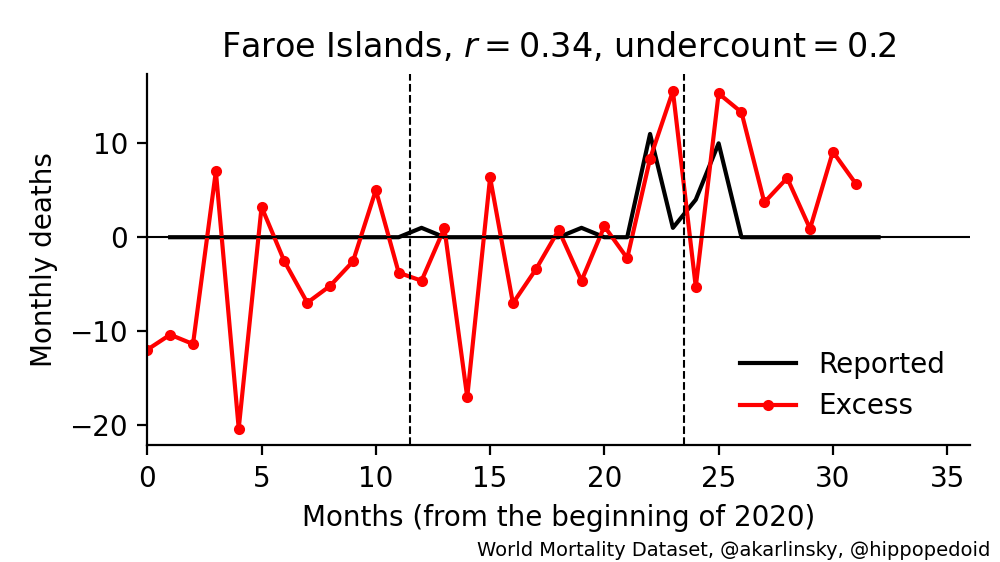 Faroe Islands, r = 0.34, undercount = 0.2
Monthly deaths
10
0
−10
−20
Reported
Excess
0 5 10 15 20 25 30 35
Months (from the beginning of 2020)
World Mortality Dataset, @akarlinsky, @hippopedoid